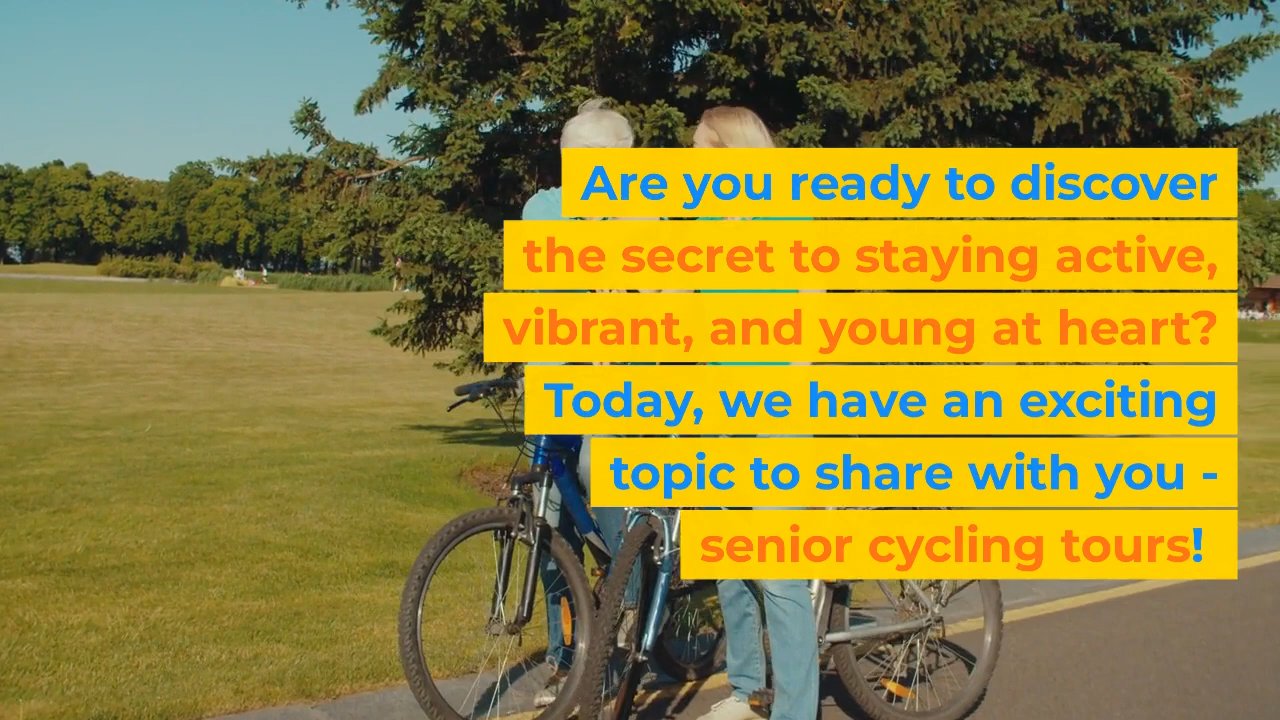 Are you ready to discover
the secret to staying active,
vibrant, and young at heart?
Today, we have an exciting
topic to share with you -
senior cycling tours!